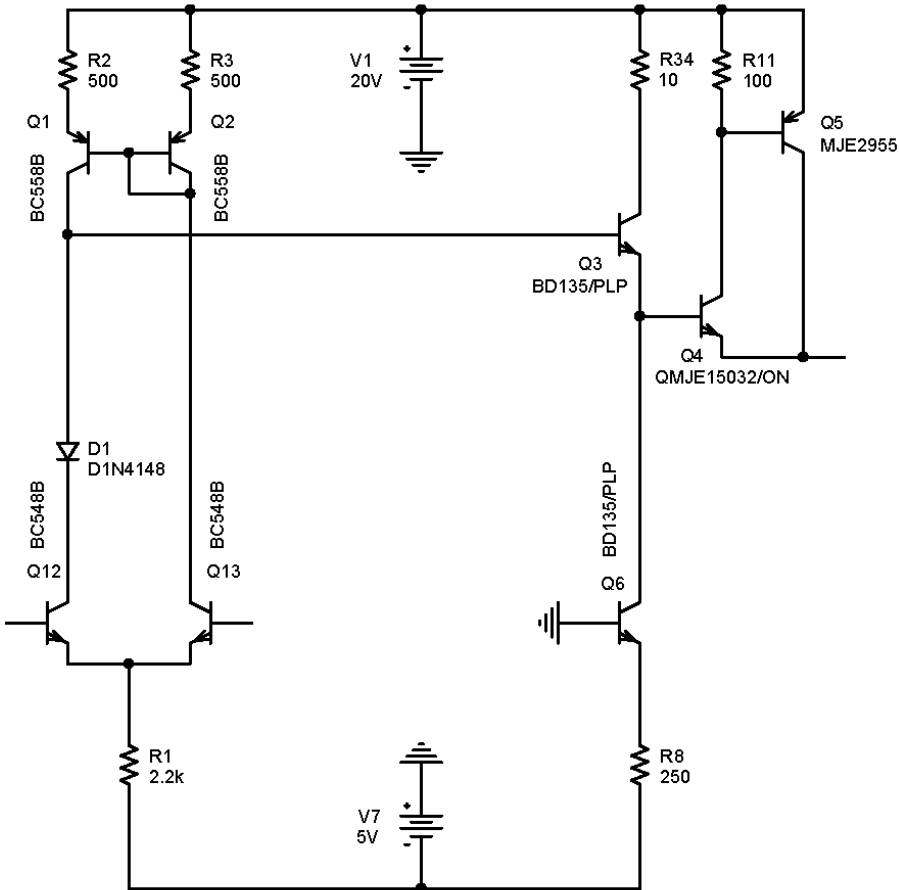 R2
500
R3
500
V1
20V
R34
10
R11
100
Q1
Q2
Q5
MJE2955
BC558B
BC558B
Q3
BD135/PLP
Q4
QMJE15032/ON
D1
D1N4148
BC548B
BC548B
BD135/PLP
Q12
Q13
Q6
R1
2.2k
R8
250
V7
5V